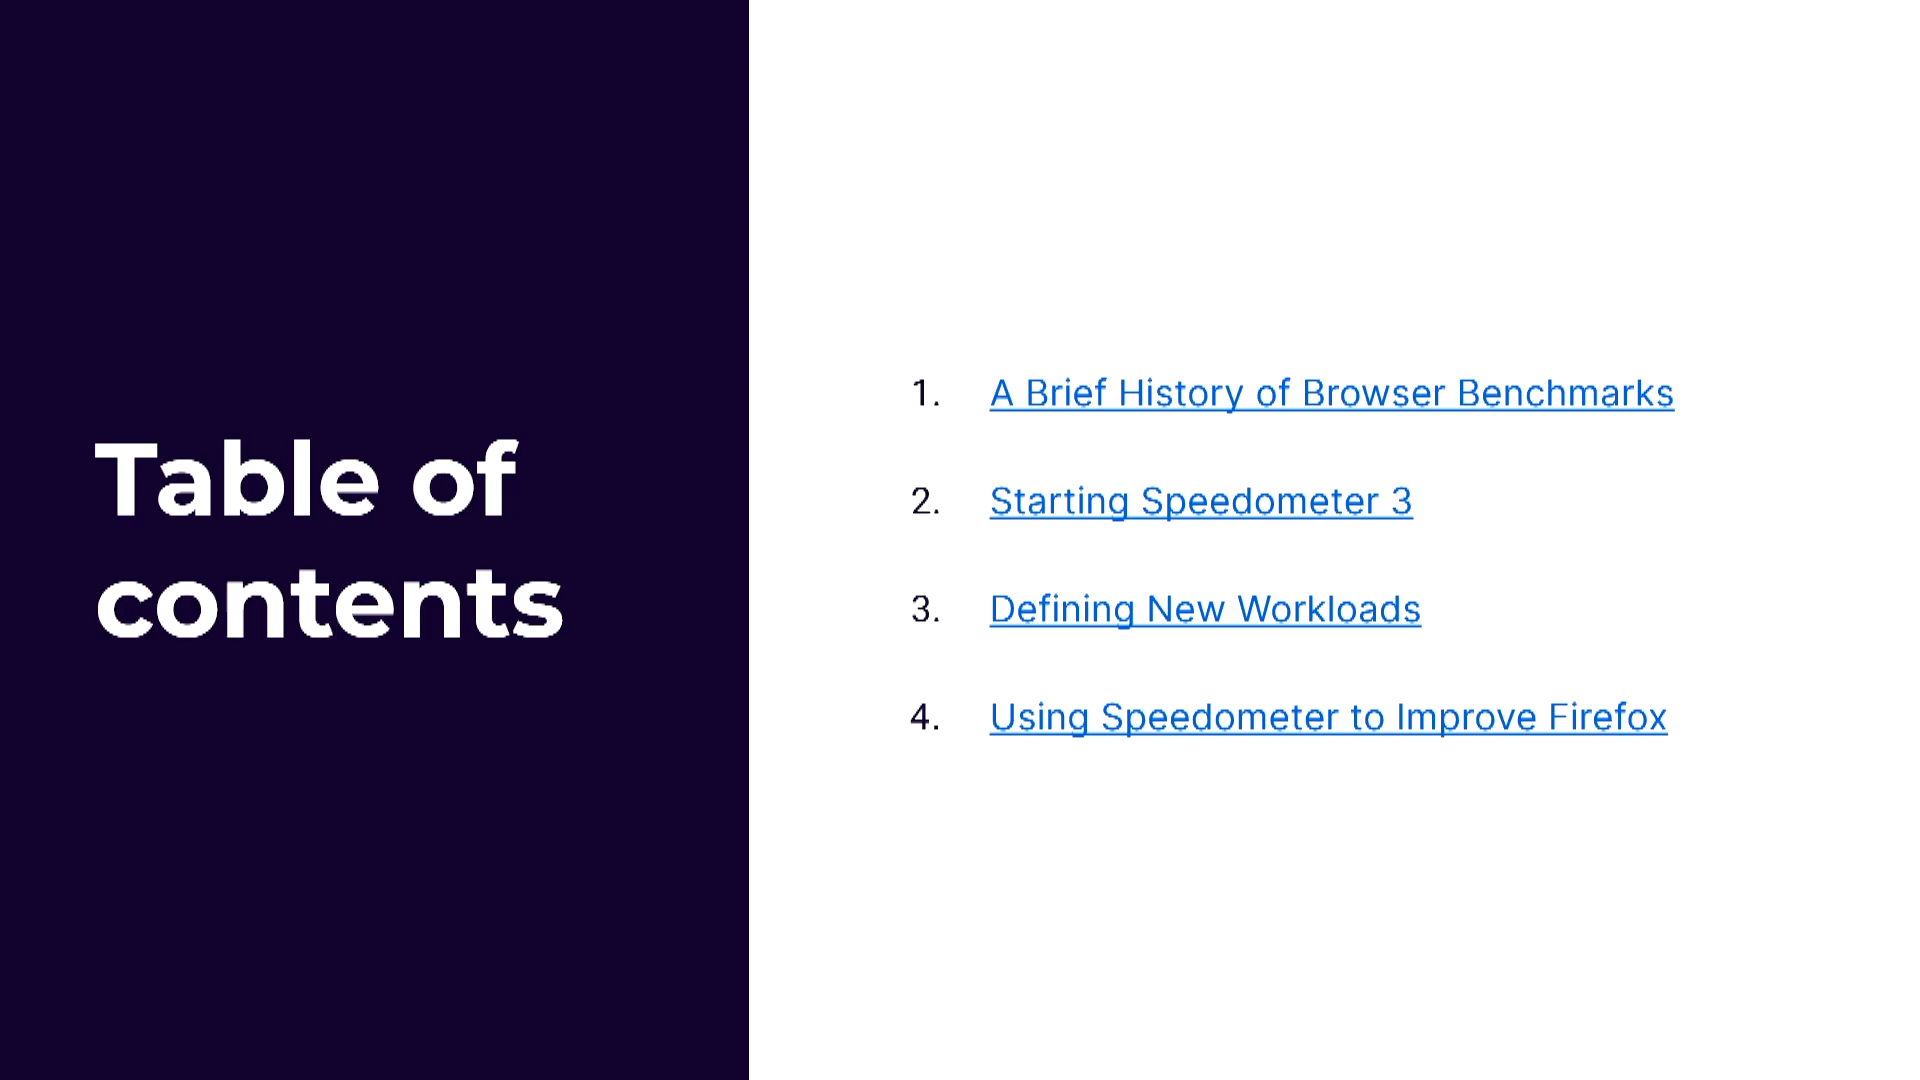 Table of
contents
1. A Brief History of Browser Benchmarks
2. Starting Speedometer 3
3. Defining New Workloads
4. Using Speedometer to Improve Firefox